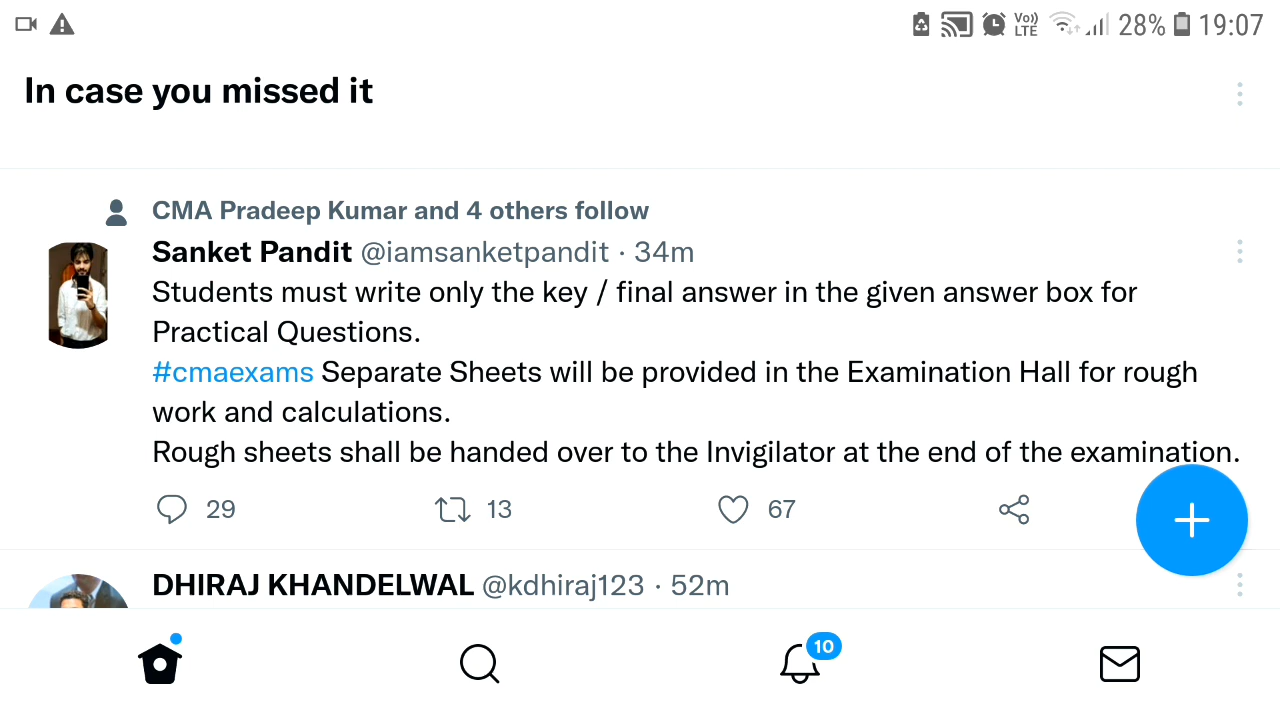 Vo)) LTE 28% 19:07
In case you missed it
CMA Pradeep Kumar and 4 others follow
Sanket Pandit @iamsanketpandit · 34m
Students must write only the key / final answer in the given answer box for
Practical Questions.
#cmaexams Separate Sheets will be provided in the Examination Hall for rough
work and calculations.
Rough sheets shall be handed over to the Invigilator at the end of the examination.
29 13 67
DHIRAJ KHANDELWAL @kdhiraj123 · 52m
10